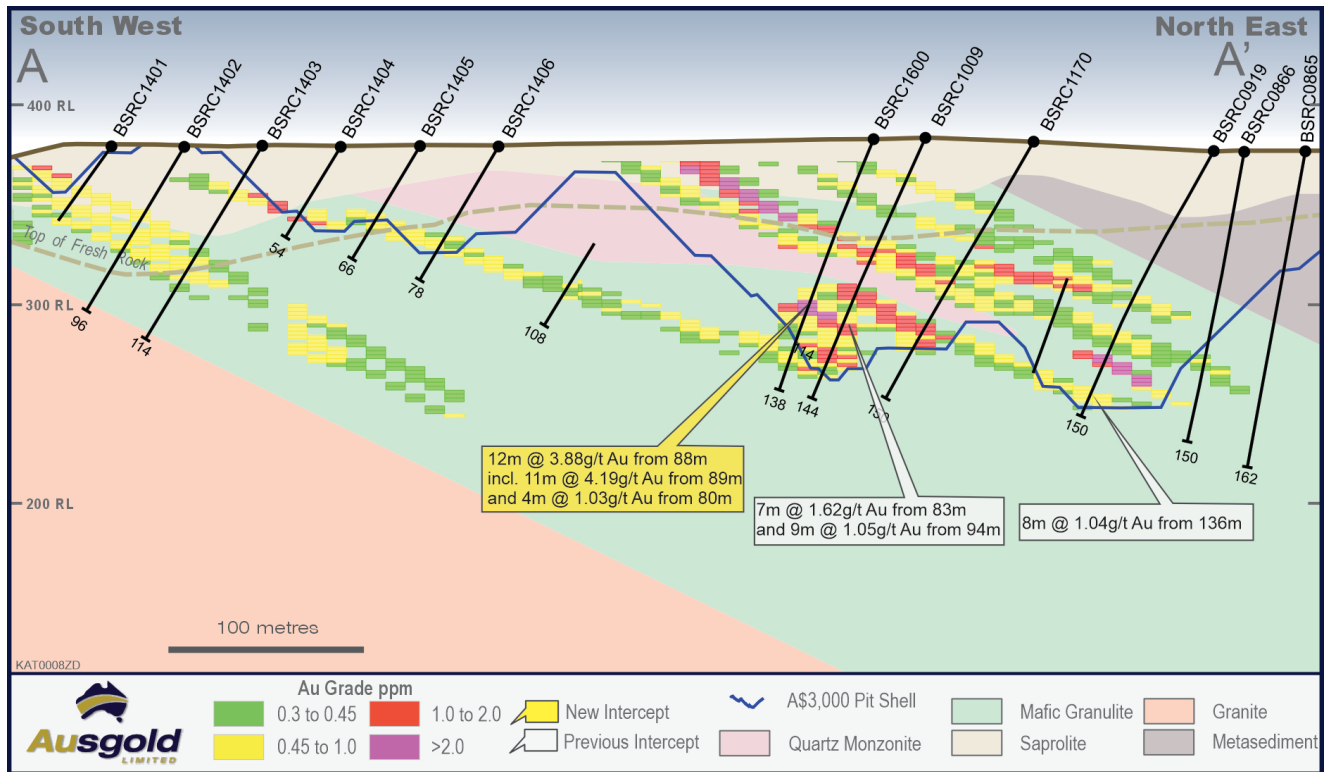 South West
North East
A
A'
BSRC1401
BSRC1402
BSRC1403
BSRC1404
BSRC1405
BSRC1406
BSRC1600
BSRC1009
BSRC1170
BSRC0919
BSRC0866
BSRC0865
400 RL
300 RL
200 RL
Top of Fresh Rock
96
114
54
66
78
108
114
138
144
150
150
162
12m @ 3.88g/t Au from 88m
incl. 11m @ 4.19g/t Au from 89m
and 4m @ 1.03g/t Au from 80m
7m @ 1.62g/t Au from 83m
and 9m @ 1.05g/t Au from 94m
8m @ 1.04g/t Au from 136m
100 metres
KAT0008ZD
Ausgold
LIMITED
Au Grade ppm
0.3 to 0.45
1.0 to 2.0
0.45 to 1.0
>2.0
New Intercept
Previous Intercept
A$3,000 Pit Shell
Quartz Monzonite
Mafic Granulite
Saprolite
Granite
Metasediment